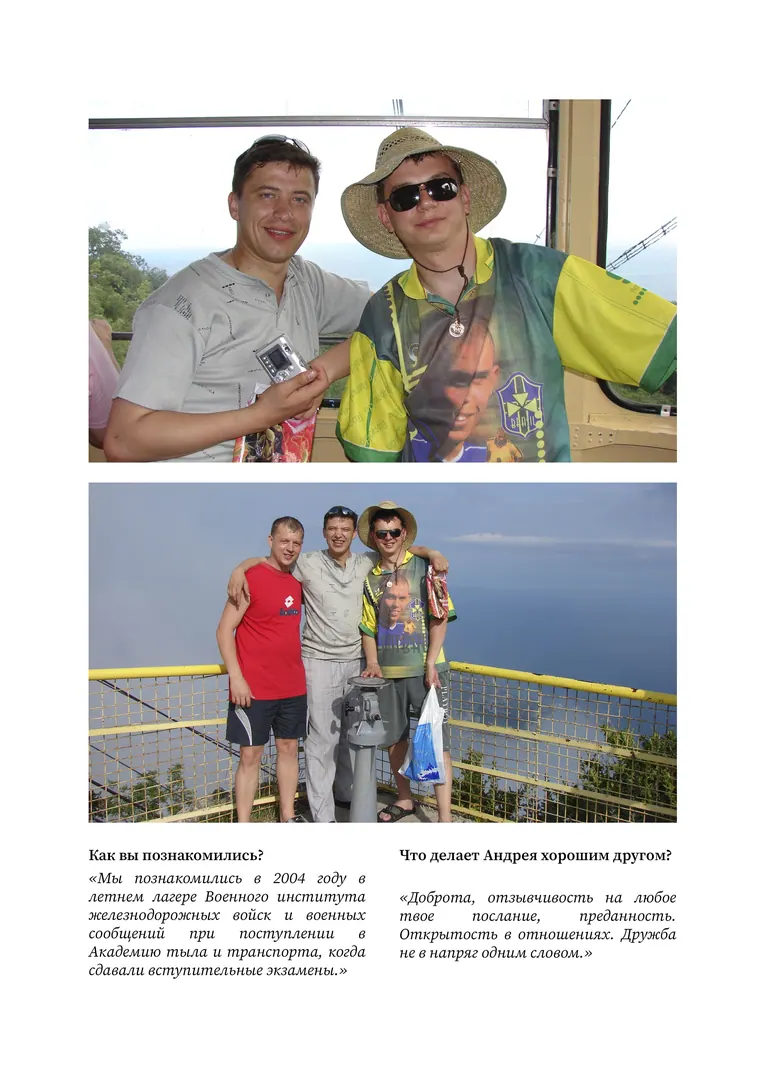 BRASIL
PLAYBOY
Как вы познакомились?
«Мы познакомились в 2004 году в
летнем лагере Военного института
железнодорожных войск и военных
сообщений при поступлении в
Академию тыла и транспорта, когда
сдавали вступительные экзамены.»
Что делает Андрея хорошим другом?
«Доброта, отзывчивость на любое
твое послание, преданность.
Открытость в отношениях. Дружба
не в напряг одним словом.»